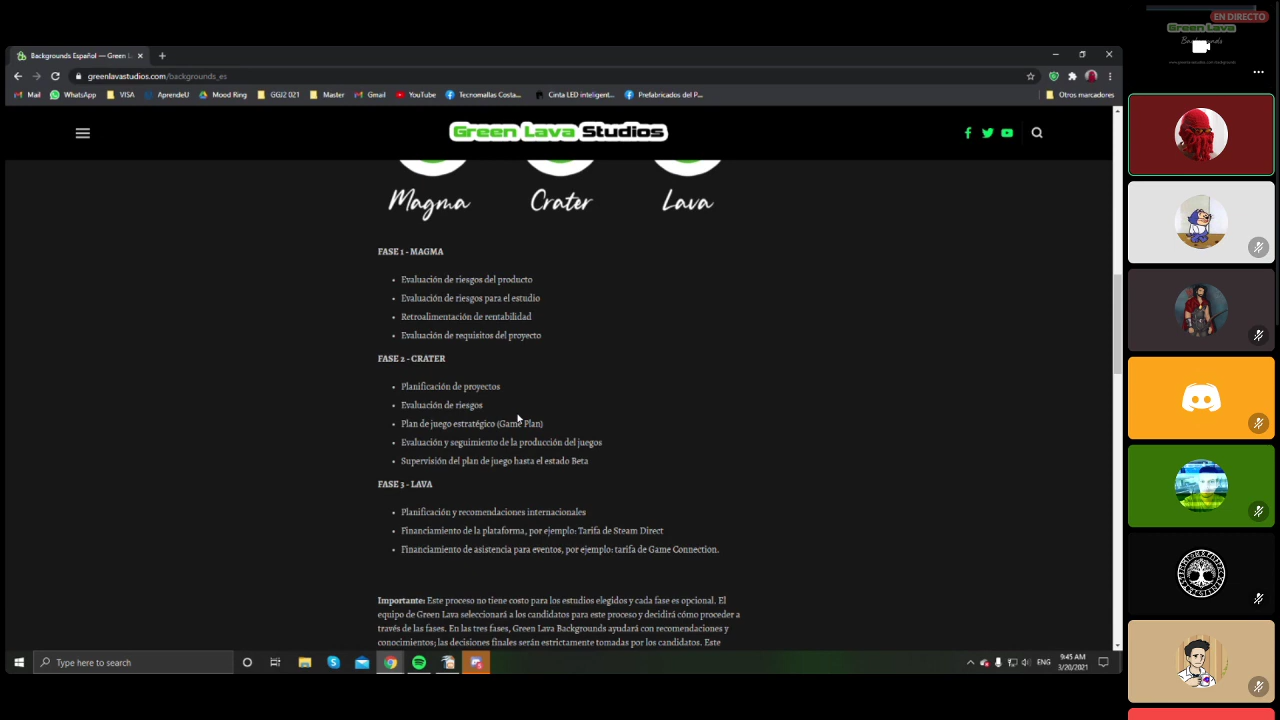 EN DIRECTO
Green Lava
Backgrounds
Backgrounds Español — Green L
greenlavastudios.com/backgrounds_es
Mail
WhatsApp
VISA
AprendeU
Mood Ring
GGJ2 021
Master
Gmail
YouTube
Tecromallas Costa...
Cinta LED inteligent...
Prefabricados del P...
Otros marcadores
Green Lava Studios
Magma
Crater
Lava
FASE 1 - MAGMA
• Evaluación de riesgos del producto
• Evaluación de riesgos para el estudio
• Retroalimentación de rentabilidad
• Evaluación de requisitos del proyecto
FASE 2 - CRATER
• Planificación de proyectos
• Evaluación de riesgos
• Plan de juego estratégico (Game Plan)
• Evaluación y seguimiento de la producción del juegos
• Supervisión del plan de juego hasta el estado Beta
FASE 3 - LAVA
• Planificación y recomendaciones internacionales
• Financiamiento de la plataforma, por ejemplo: Tarifa de Steam Direct
• Financiamiento de asistencia para eventos, por ejemplo: tarifa de Game Connection.
Importante: Este proceso no tiene costo para los estudios elegidos y cada fase es opcional. El
equipo de Green Lava seleccionará a los candidatos para este proceso y decidirá cómo proceder a
través de las fases. En las tres fases, Green Lava Backgrounds ayudará con recomendaciones y
conocimientos; las decisiones finales serán estrictamente tomadas por los candidatos. Este
Type here to search
ENG
9:45 AM
3/20/2021